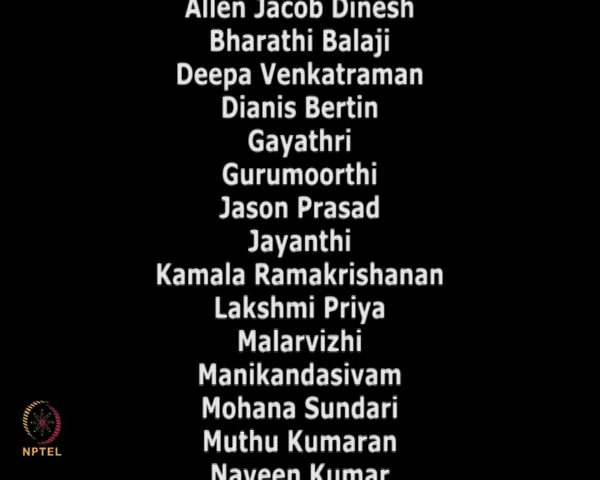 Allen Jacob Dinesh
Bharathi Balaji
Deepa Venkatraman
Dianis Bertin
Gayathri
Gurumoorthi
Jason Prasad
Jayanthi
Kamala Ramakrishanan
Lakshmi Priya
Malarvizhi
Manikandasivam
Mohana Sundari
Muthu Kumaran
Naveen Kumar
NPTEL